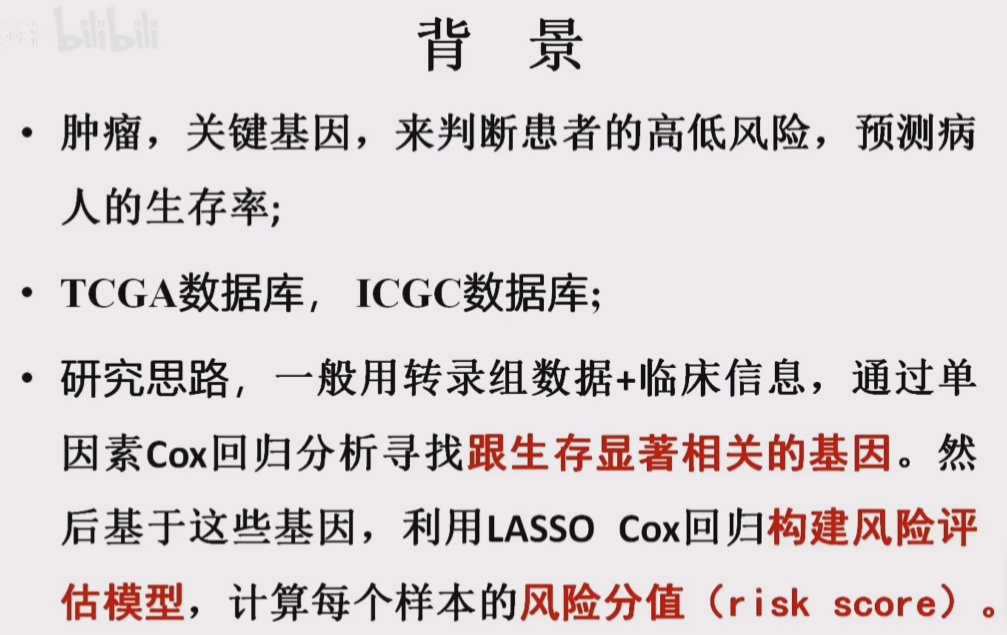 bilibili
背 景
• 肿瘤，关键基因，来判断患者的高低风险，预测病
人的生存率;
• TCGA数据库， ICGC数据库;
• 研究思路，一般用转录组数据+临床信息，通过单
因素Cox回归分析寻找跟生存显著相关的基因。然
后基于这些基因，利用LASSO Cox回归构建风险评
估模型，计算每个样本的风险分值（risk score）。